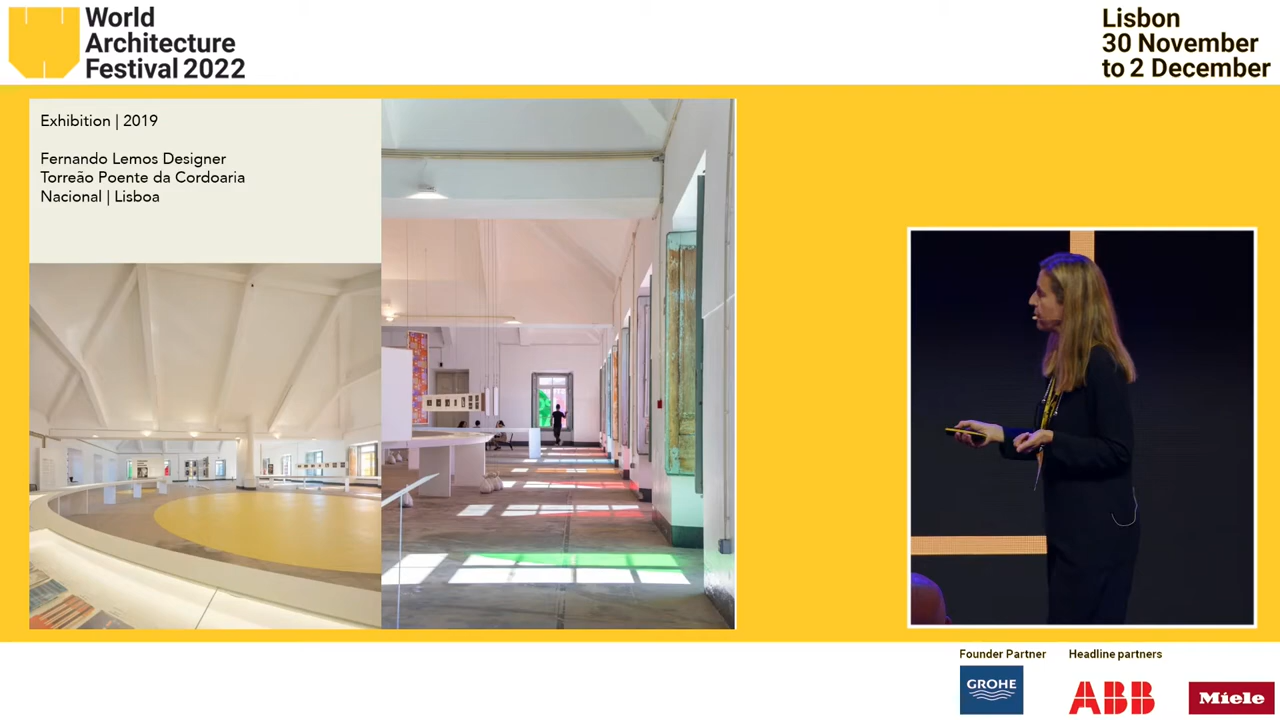 World
Architecture
Festival 2022
Lisbon
30 November
to 2 December
Exhibition | 2019
Fernando Lemos Designer
Torreão Poente da Cordoaria
Nacional | Lisboa
Founder Partner
Headline partners
GROHE
ABB
Miele